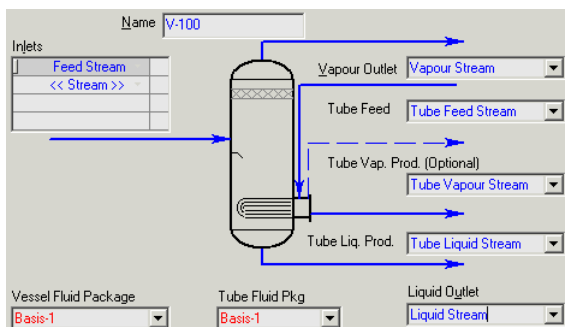 Name V-100
Inlets
Feed Stream
<< Stream >>
Vapour Outlet Vapour Stream
Tube Feed Tube Feed Stream
Tube Vap. Prod. (Optional)
Tube Vapour Stream
Tube Liq. Prod. Tube Liquid Stream
Vessel Fluid Package Tube Fluid Pkg Liquid Outlet
Basis-1 Basis-1 Liquid Stream